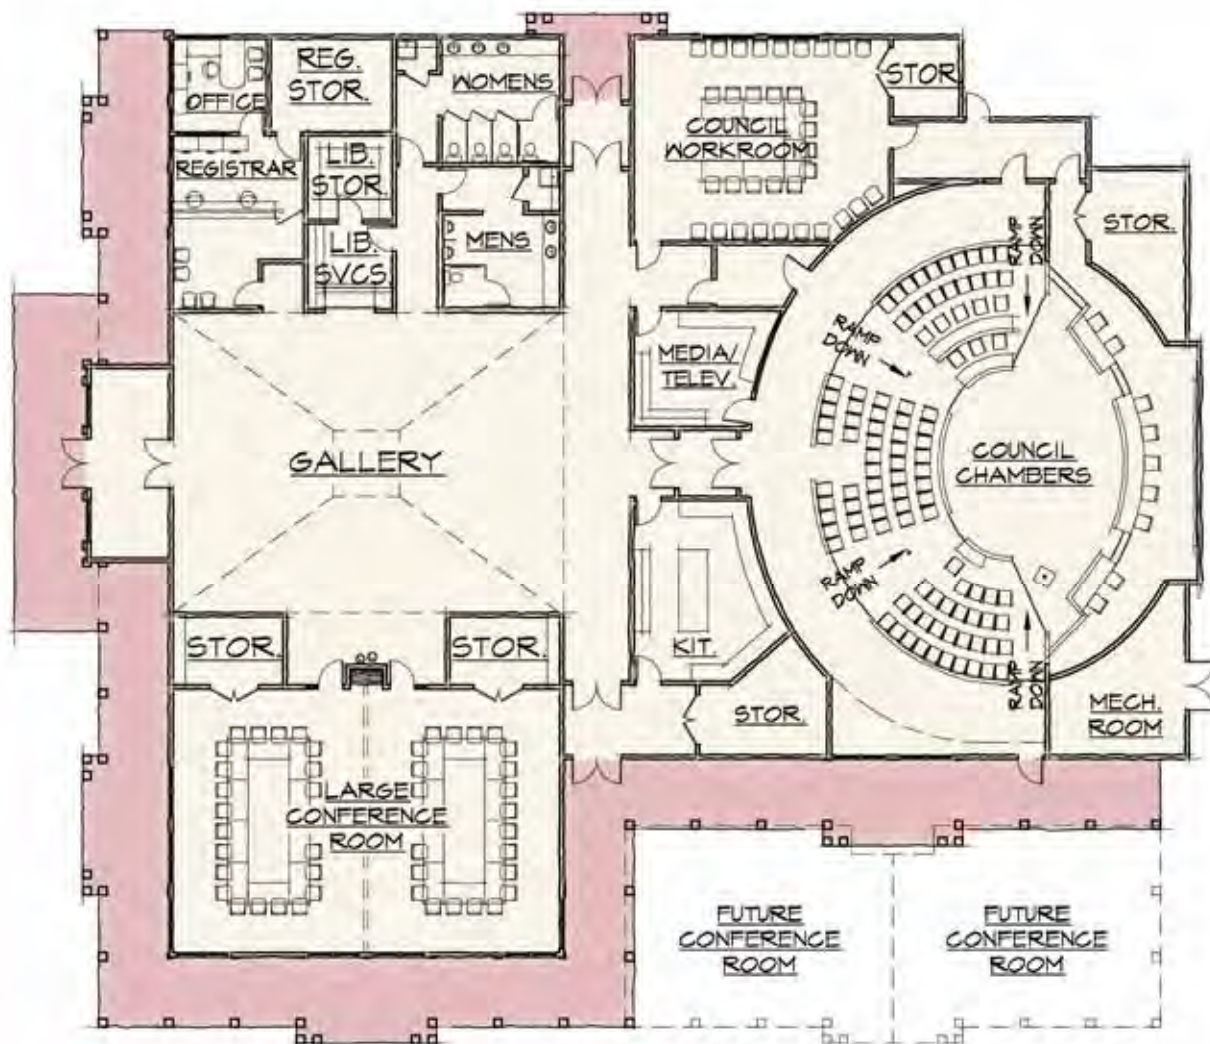 OFFICE
REG.
STOR.
WOMENS
REGISTRAR
LIB.
STOR.
LIB.
SVCS
MENS
COUNCIL
WORKROOM
STOR.
STOR.
RAMP
DOWN
RAMP
DOWN
MEDIA/
TELEV.
GALLERY
COUNCIL
CHAMBERS
RAMP
DOWN
RAMP
DOWN
KIT.
STOR.
STOR.
STOR.
MECH.
ROOM
LARGE
CONFERENCE
ROOM
FUTURE
CONFERENCE
ROOM
FUTURE
CONFERENCE
ROOM